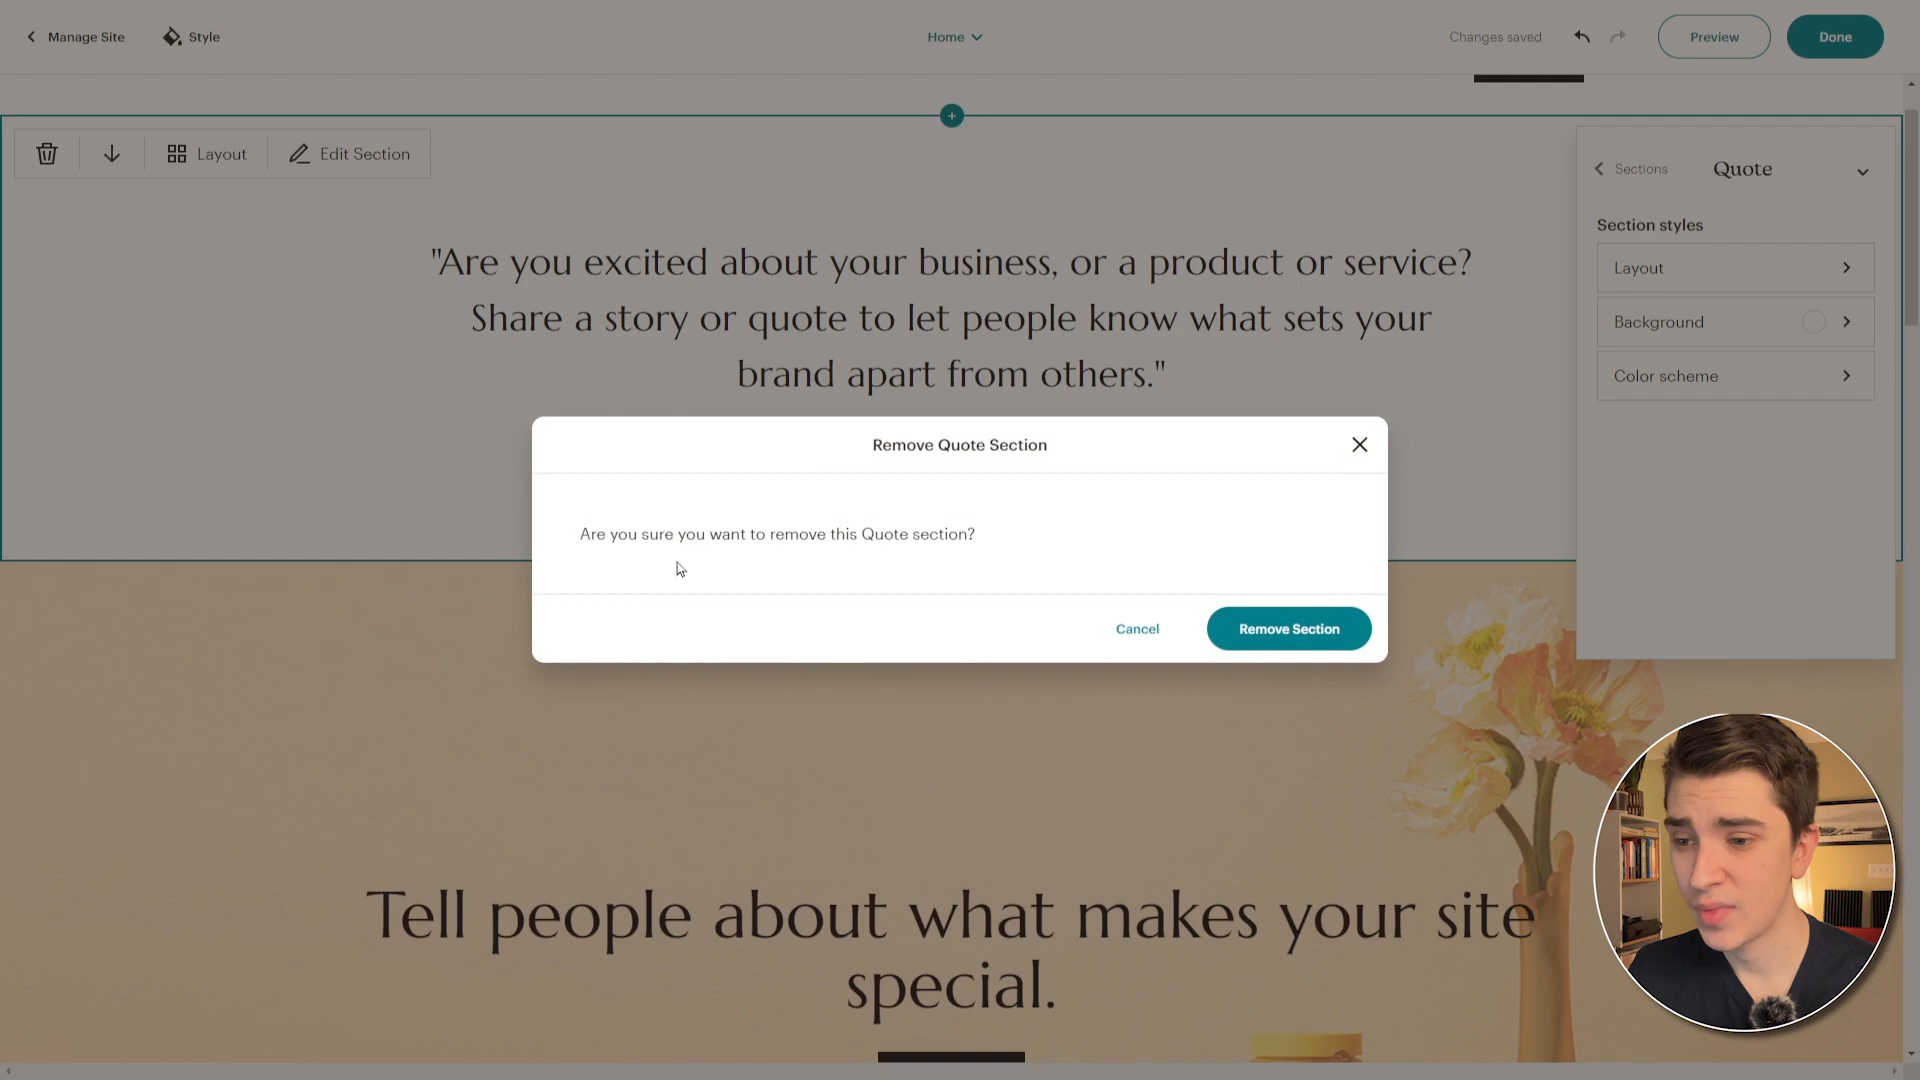 Manage Site
Style
Home
Changes saved
Preview
Done
Layout
Edit Section
Sections
Quote
Section styles
Layout
Background
Color scheme
"Are you excited about your business, or a product or service?
Share a story or quote to let people know what sets your
brand apart from others."
Remove Quote Section
Are you sure you want to remove this Quote section?
Cancel
Remove Section
Tell people about what makes your site
special.